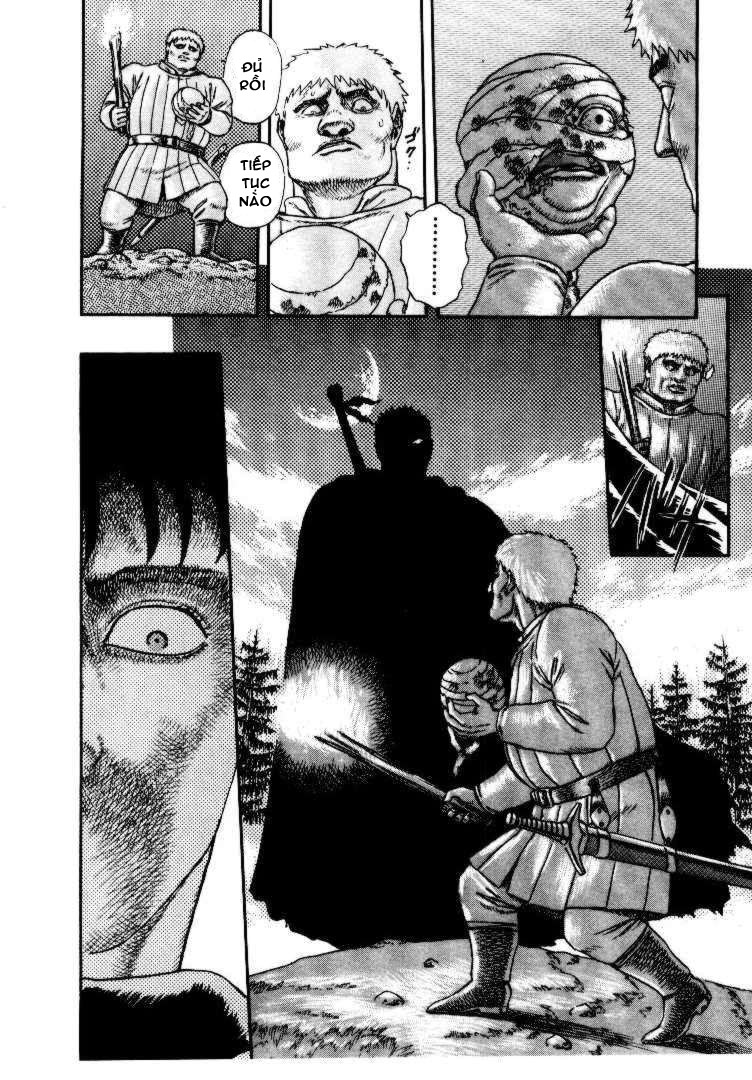 ĐỦ
RỒI
TIẾP
TỤC
NÀO
.........